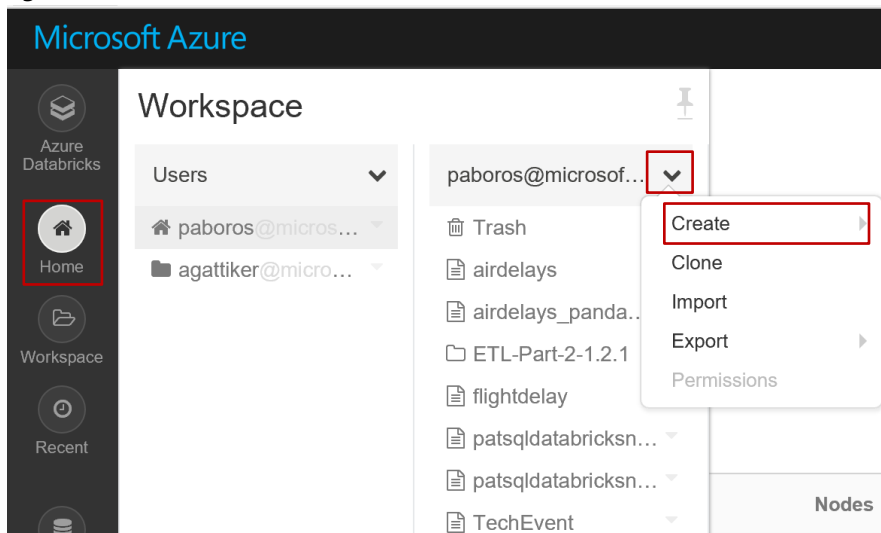 Microsoft Azure
Azure
Databricks
Home
Workspace
Recent
Workspace
Users
paboros@micros...
agattiker@micro...
paboros@microsof...
Trash
airdelays
airdelays_panda..
ETL-Part-2-1.2.1
flightdelay
patsqldatabricksn...
patsqldatabricksn...
TechEvent
Create
Clone
Import
Export
Permissions
Nodes